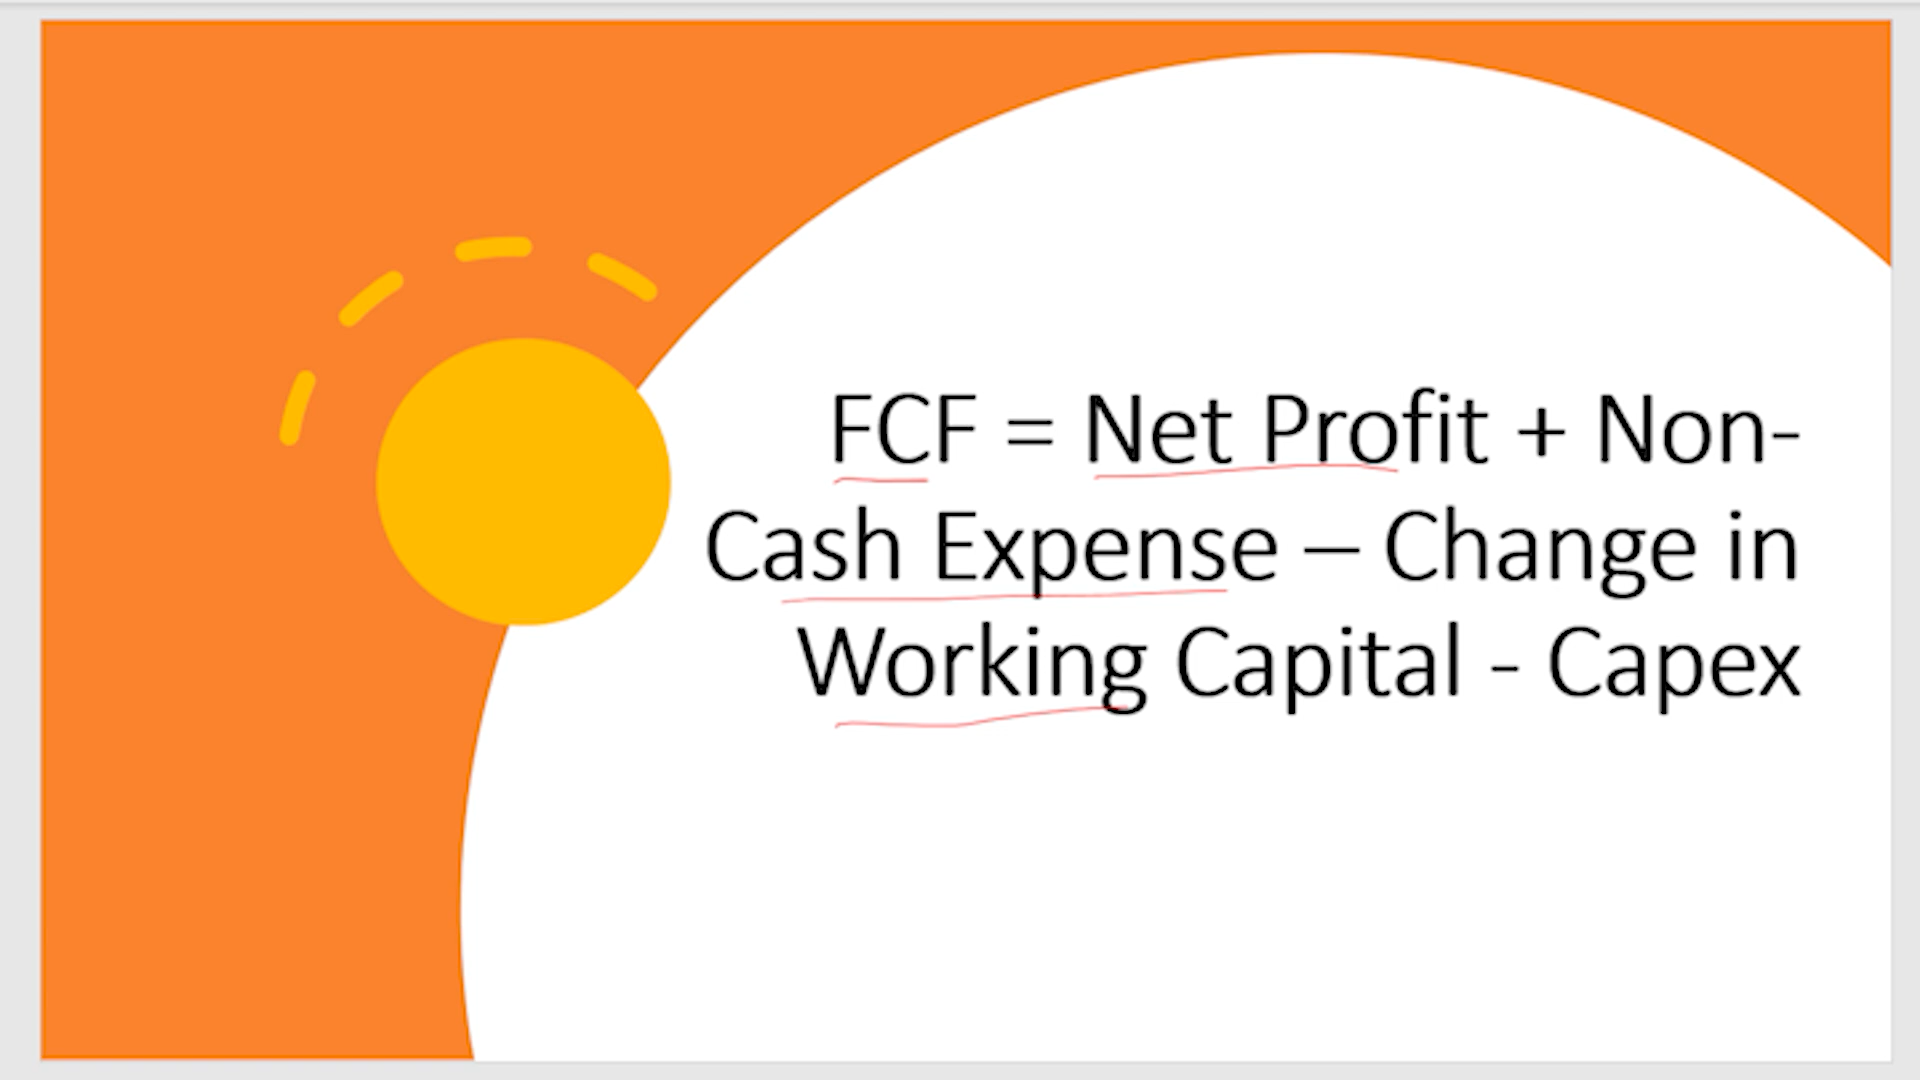 FCF = Net Profit + Non-
Cash Expense – Change in
Working Capital - Capex